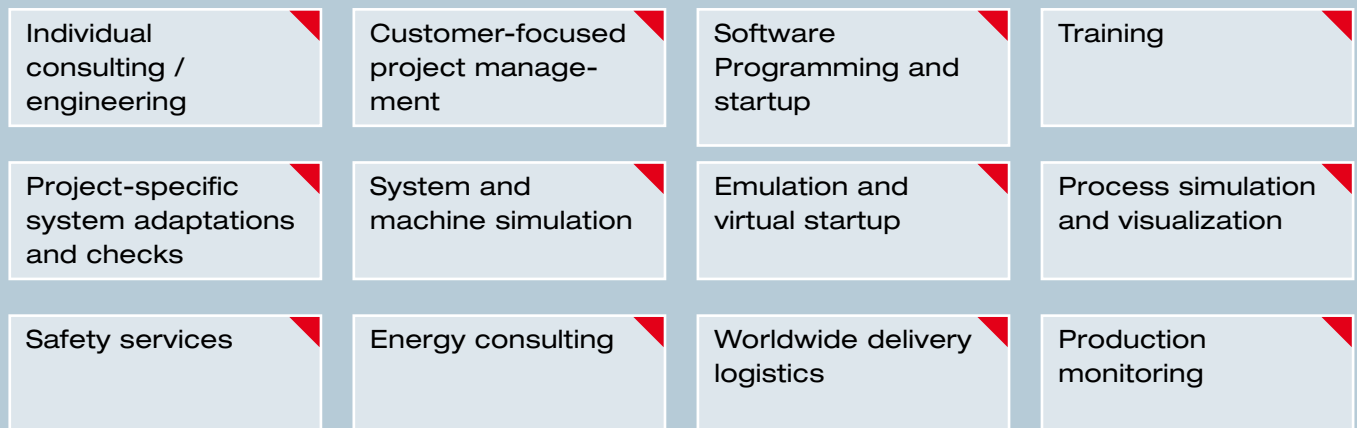 Individual
consulting /
engineering
Customer-focused
project manage-
ment
Software
Programming and
startup
Training
Project-specific
system adaptations
and checks
System and
machine simulation
Emulation and
virtual startup
Process simulation
and visualization
Safety services
Energy consulting
Worldwide delivery
logistics
Production
monitoring